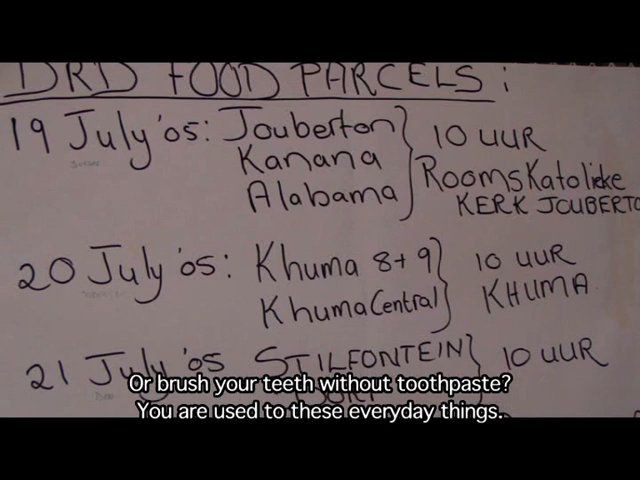 DRD FOOD PARCELS:
19 July '05: Jouberton
Kanana
Alabama
10 UUR
Rooms Katolieke
KERK JOUBERTO
20 July '05: Khuma 8+9
Khuma Central
10 UUR
KHUMA
21 July '05 STILFONTEIN
10 UUR
Or brush your teeth without toothpaste?
You are used to these everyday things.